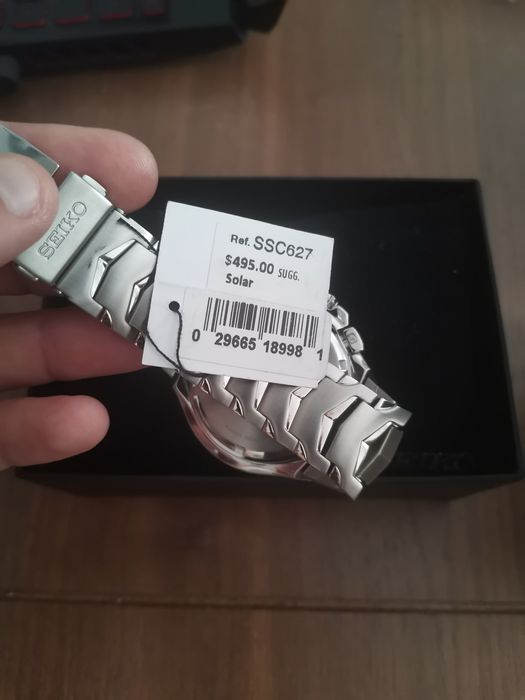 SEIKO
Ref. SSC627
$495.00 SUGG.
Solar
0 29665 18998 1